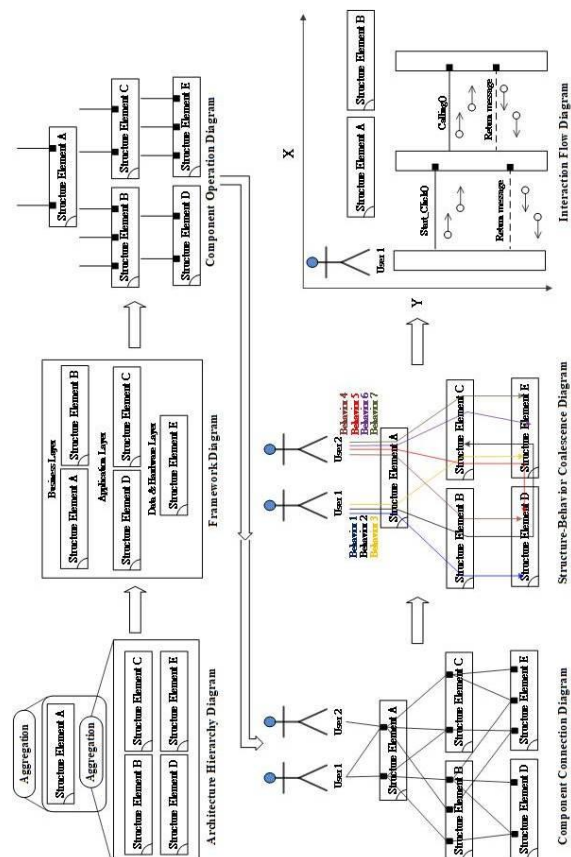 Aggregation
Structure Element A
Aggregation
Structure Element B
Structure Element C
Structure Element D
Structure Element E
Architecture Hierarchy Diagram
Business Layer
Structure Element A
Structure Element B
Application Layer
Structure Element D
Structure Element C
Data & Hardware Layer
Structure Element E
Framework Diagram
Structure Element A
Structure Element B
Structure Element C
Structure Element D
Structure Element E
Component Operation Diagram
User1
User 2
Structure Element A
Structure Element B
Structure Element C
Structure Element D
Structure Element E
Component Connection Diagram
User 1
User2
Behavior 1
Behavior 2
Behavior 3
Behavior 4
Behavior 5
Behavior 6
Behavior 7
Structure Element A
Structure Element B
Structure Element C
Structure Element D
Structure Element E
Structure-Behavior Coalescence Diagram
X
Y
User 1
Structure Element A
Structure Element B
Start_Click()
Return message
Calling()
Return message
Interaction Flow Diagram